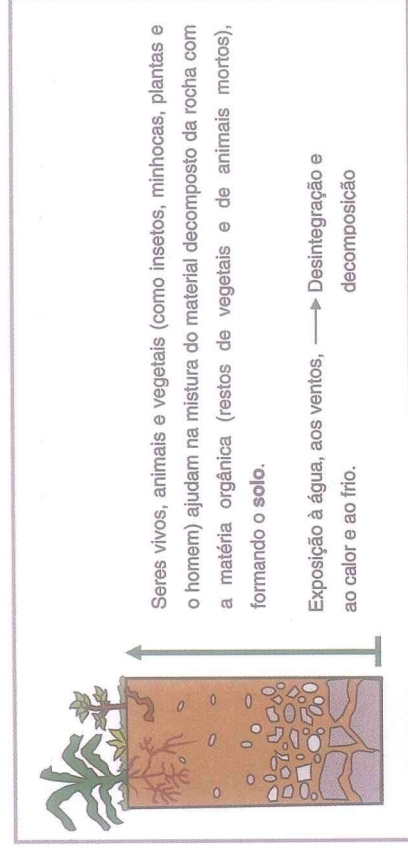 Seres vivos, animais e vegetais (como insetos, minhocas, plantas e
o homem) ajudam na mistura do material decomposto da rocha com
a matéria orgânica (restos de vegetais e de animais mortos),
formando o solo.
Exposição à água, aos ventos, → Desintegração e
ao calor e ao frio. decomposição